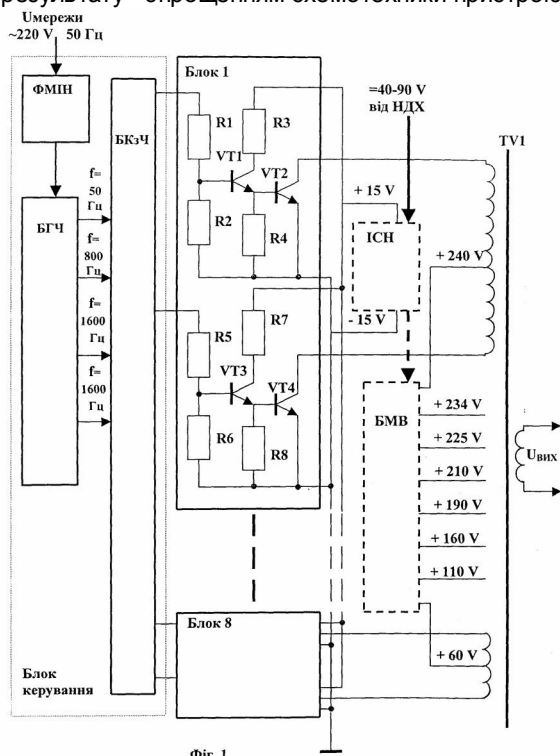 результату - спрощенням схемотехніки пристрою
Uмережи
~220 V 50 Гц
ФМІН
БГЧ
БКзЧ
f=
50
Гц
f=
800
Гц
f=
1600
Гц
f=
1600
Гц
Блок
керування
Блок 1
R1
R3
VT1
VT2
R2
R4
R5
R7
VT3
VT4
R6
R8
Блок 8
=40-90 V
від НДХ
+ 15 V
ІСН
- 15 V
БМВ
TV1
+ 240 V
+ 234 V
+ 225 V
+ 210 V
+ 190 V
+ 160 V
+ 110 V
+ 60 V
Uвих
Фіг. 1